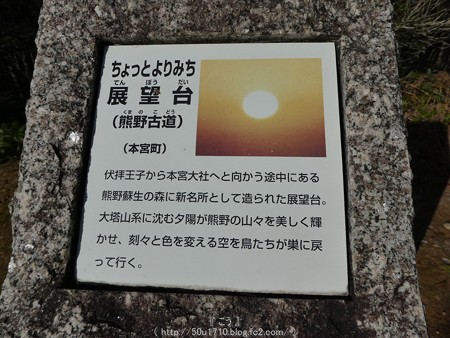 ちょっとよりみち
てん ぼう だい
展望台
くま の こ どう
(熊野古道)
(本宮町)
伏拝王子から本宮大社へと向かう途中にある
熊野蘇生の森に新名所として造られた展望台。
大塔山系に沈む夕陽が熊野の山々を美しく輝
かせ、刻々と色を変える空を鳥たちが巣に戻
って行く。
『こう』
( http://50u1710.blog.fc2.com/ )